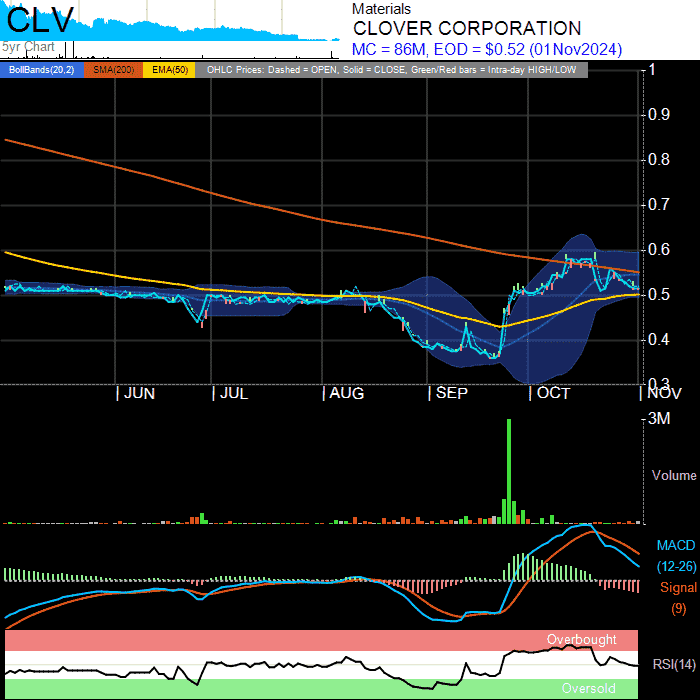 CLV
5yr Chart
Materials
CLOVER CORPORATION
MC = 86M, EOD = $0.52 (01Nov2024)
BollBands(20,2) SMA(200) EMA(50) OHLC Prices: Dashed = OPEN, Solid = CLOSE, Green/Red bars = Intra-day HIGH/LOW
1
0.9
0.8
0.7
0.6
0.5
0.4
0.3
JUN JUL AUG SEP OCT NOV
3M
Volume
MACD
(12-26)
Signal
(9)
Overbought
RSI(14)
Oversold